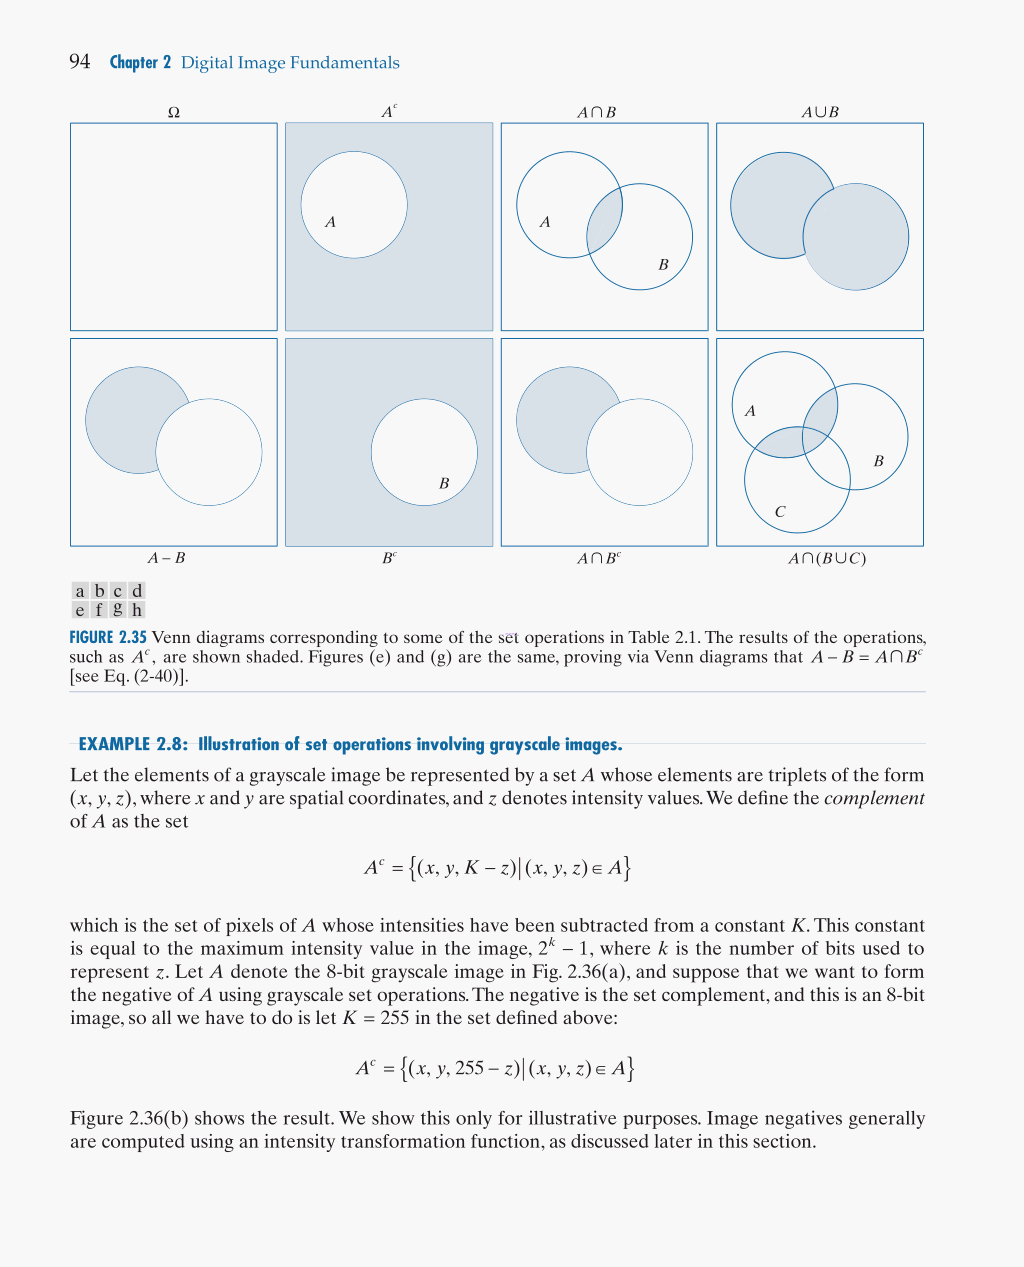 94 Chapter 2 Digital Image Fundamentals
Ω Aᶜ A∩B A∪B
A A
B
A
B B
C
A – B Bᶜ A∩Bᶜ A∩(B∪C)
a b c d
e f g h
FIGURE 2.35 Venn diagrams corresponding to some of the set operations in Table 2.1. The results of the operations,
such as Aᶜ, are shown shaded. Figures (e) and (g) are the same, proving via Venn diagrams that A – B = A∩Bᶜ
[see Eq. (2-40)].
EXAMPLE 2.8: Illustration of set operations involving grayscale images.
Let the elements of a grayscale image be represented by a set A whose elements are triplets of the form
(x, y, z), where x and y are spatial coordinates, and z denotes intensity values. We define the complement
of A as the set
Aᶜ = {(x, y, K – z)|(x, y, z)∈ A}
which is the set of pixels of A whose intensities have been subtracted from a constant K. This constant
is equal to the maximum intensity value in the image, 2ᵏ – 1, where k is the number of bits used to
represent z. Let A denote the 8-bit grayscale image in Fig. 2.36(a), and suppose that we want to form
the negative of A using grayscale set operations. The negative is the set complement, and this is an 8-bit
image, so all we have to do is let K = 255 in the set defined above:
Aᶜ = {(x, y, 255 – z)|(x, y, z)∈ A}
Figure 2.36(b) shows the result. We show this only for illustrative purposes. Image negatives generally
are computed using an intensity transformation function, as discussed later in this section.